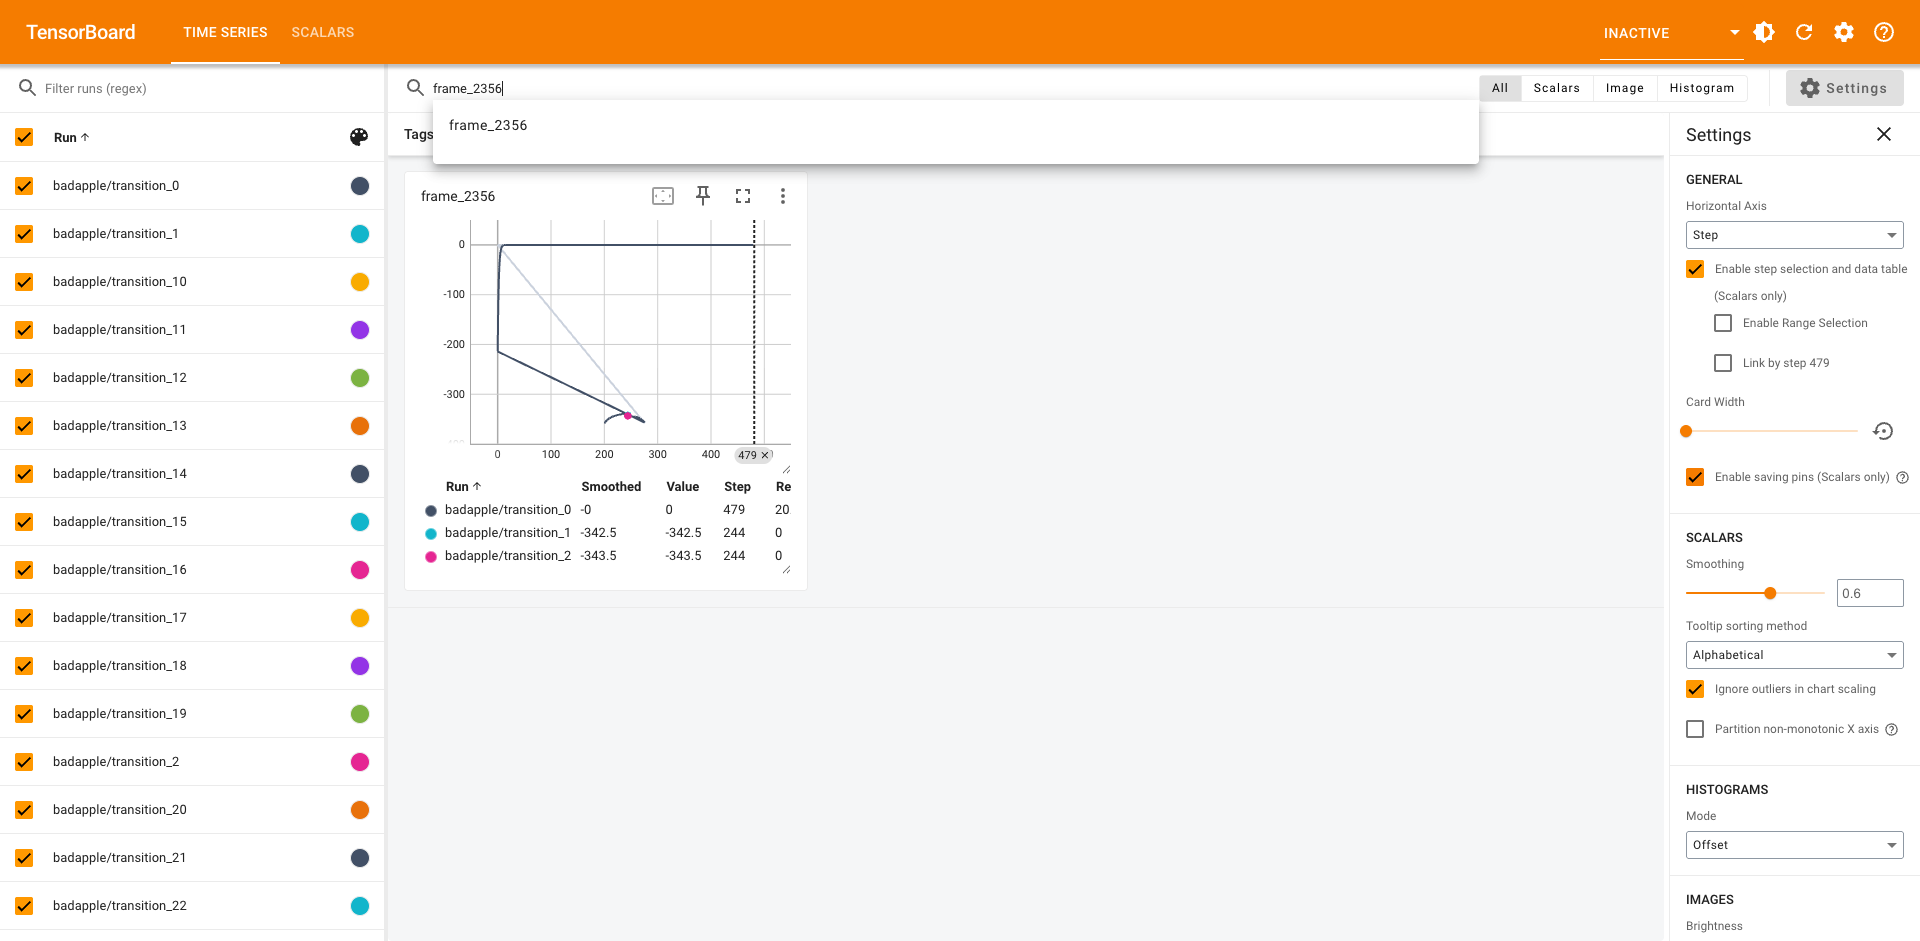 TensorBoard TIME SERIES SCALARS INACTIVE
Filter runs (regex)
Run
badapple/transition_0
badapple/transition_1
badapple/transition_10
badapple/transition_11
badapple/transition_12
badapple/transition_13
badapple/transition_14
badapple/transition_15
badapple/transition_16
badapple/transition_17
badapple/transition_18
badapple/transition_19
badapple/transition_2
badapple/transition_20
badapple/transition_21
badapple/transition_22
frame_2356
All Scalars Image Histogram Settings
frame_2356
Tags
frame_2356
0
-100
-200
-300
0 100 200 300 400 479
Run Smoothed Value Step Re
badapple/transition_0 -0 0 479 20
badapple/transition_1 -342.5 -342.5 244 0
badapple/transition_2 -343.5 -343.5 244 0
Settings
GENERAL
Horizontal Axis
Step
Enable step selection and data table
(Scalars only)
Enable Range Selection
Link by step 479
Card Width
Enable saving pins (Scalars only)
SCALARS
Smoothing
0.6
Tooltip sorting method
Alphabetical
Ignore outliers in chart scaling
Partition non-monotonic X axis
HISTOGRAMS
Mode
Offset
IMAGES
Brightness